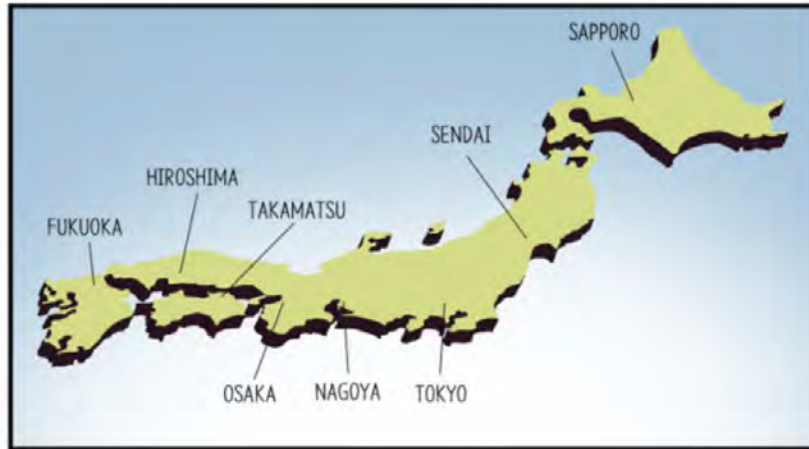 SAPPORO
SENDAI
HIROSHIMA
TAKAMATSU
FUKUOKA
OSAKA
NAGOYA
TOKYO